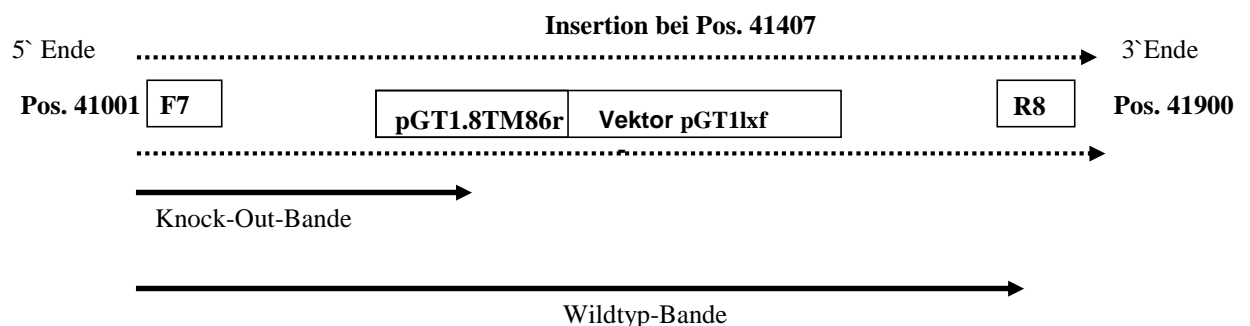 Insertion bei Pos. 41407
5` Ende
3`Ende
Pos. 41001
F7
pGT1.8TM86r
Vektor pGT1lxf
R8
Pos. 41900
Knock-Out-Bande
Wildtyp-Bande